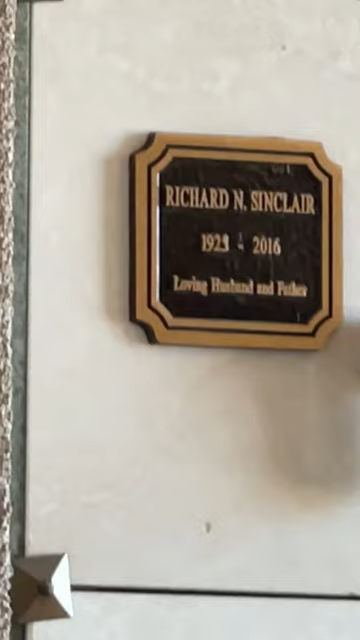 RICHARD N. SINCLAIR
1923 - 2016
Loving Husband and Father